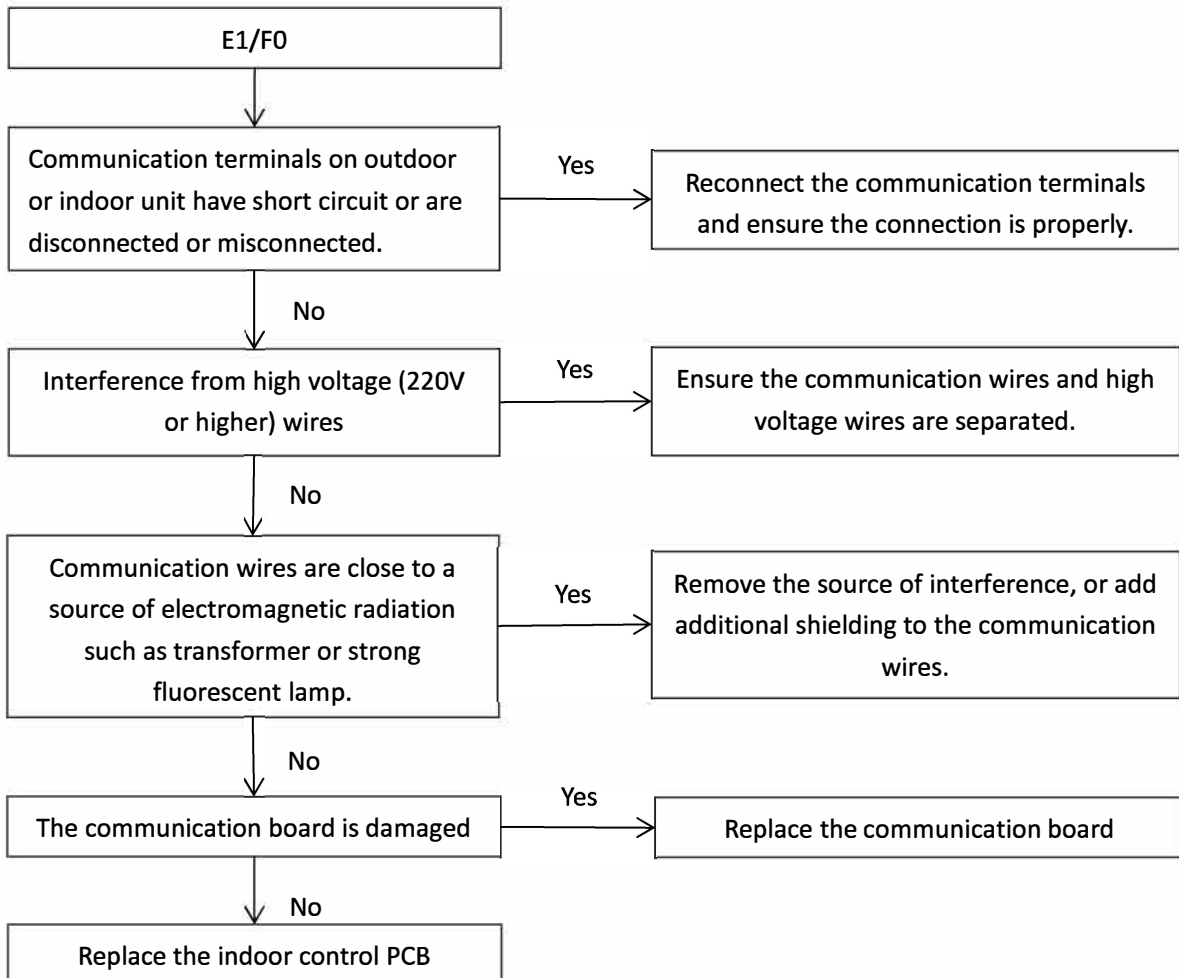 E1/F0
Communication terminals on outdoor
or indoor unit have short circuit or are
disconnected or misconnected.
Yes
Reconnect the communication terminals
and ensure the connection is properly.
No
Interference from high voltage (220V
or higher) wires
Yes
Ensure the communication wires and high
voltage wires are separated.
No
Communication wires are close to a
source of electromagnetic radiation
such as transformer or strong
fluorescent lamp.
Yes
Remove the source of interference, or add
additional shielding to the communication
wires.
No
The communication board is damaged
Yes
Replace the communication board
No
Replace the indoor control PCB